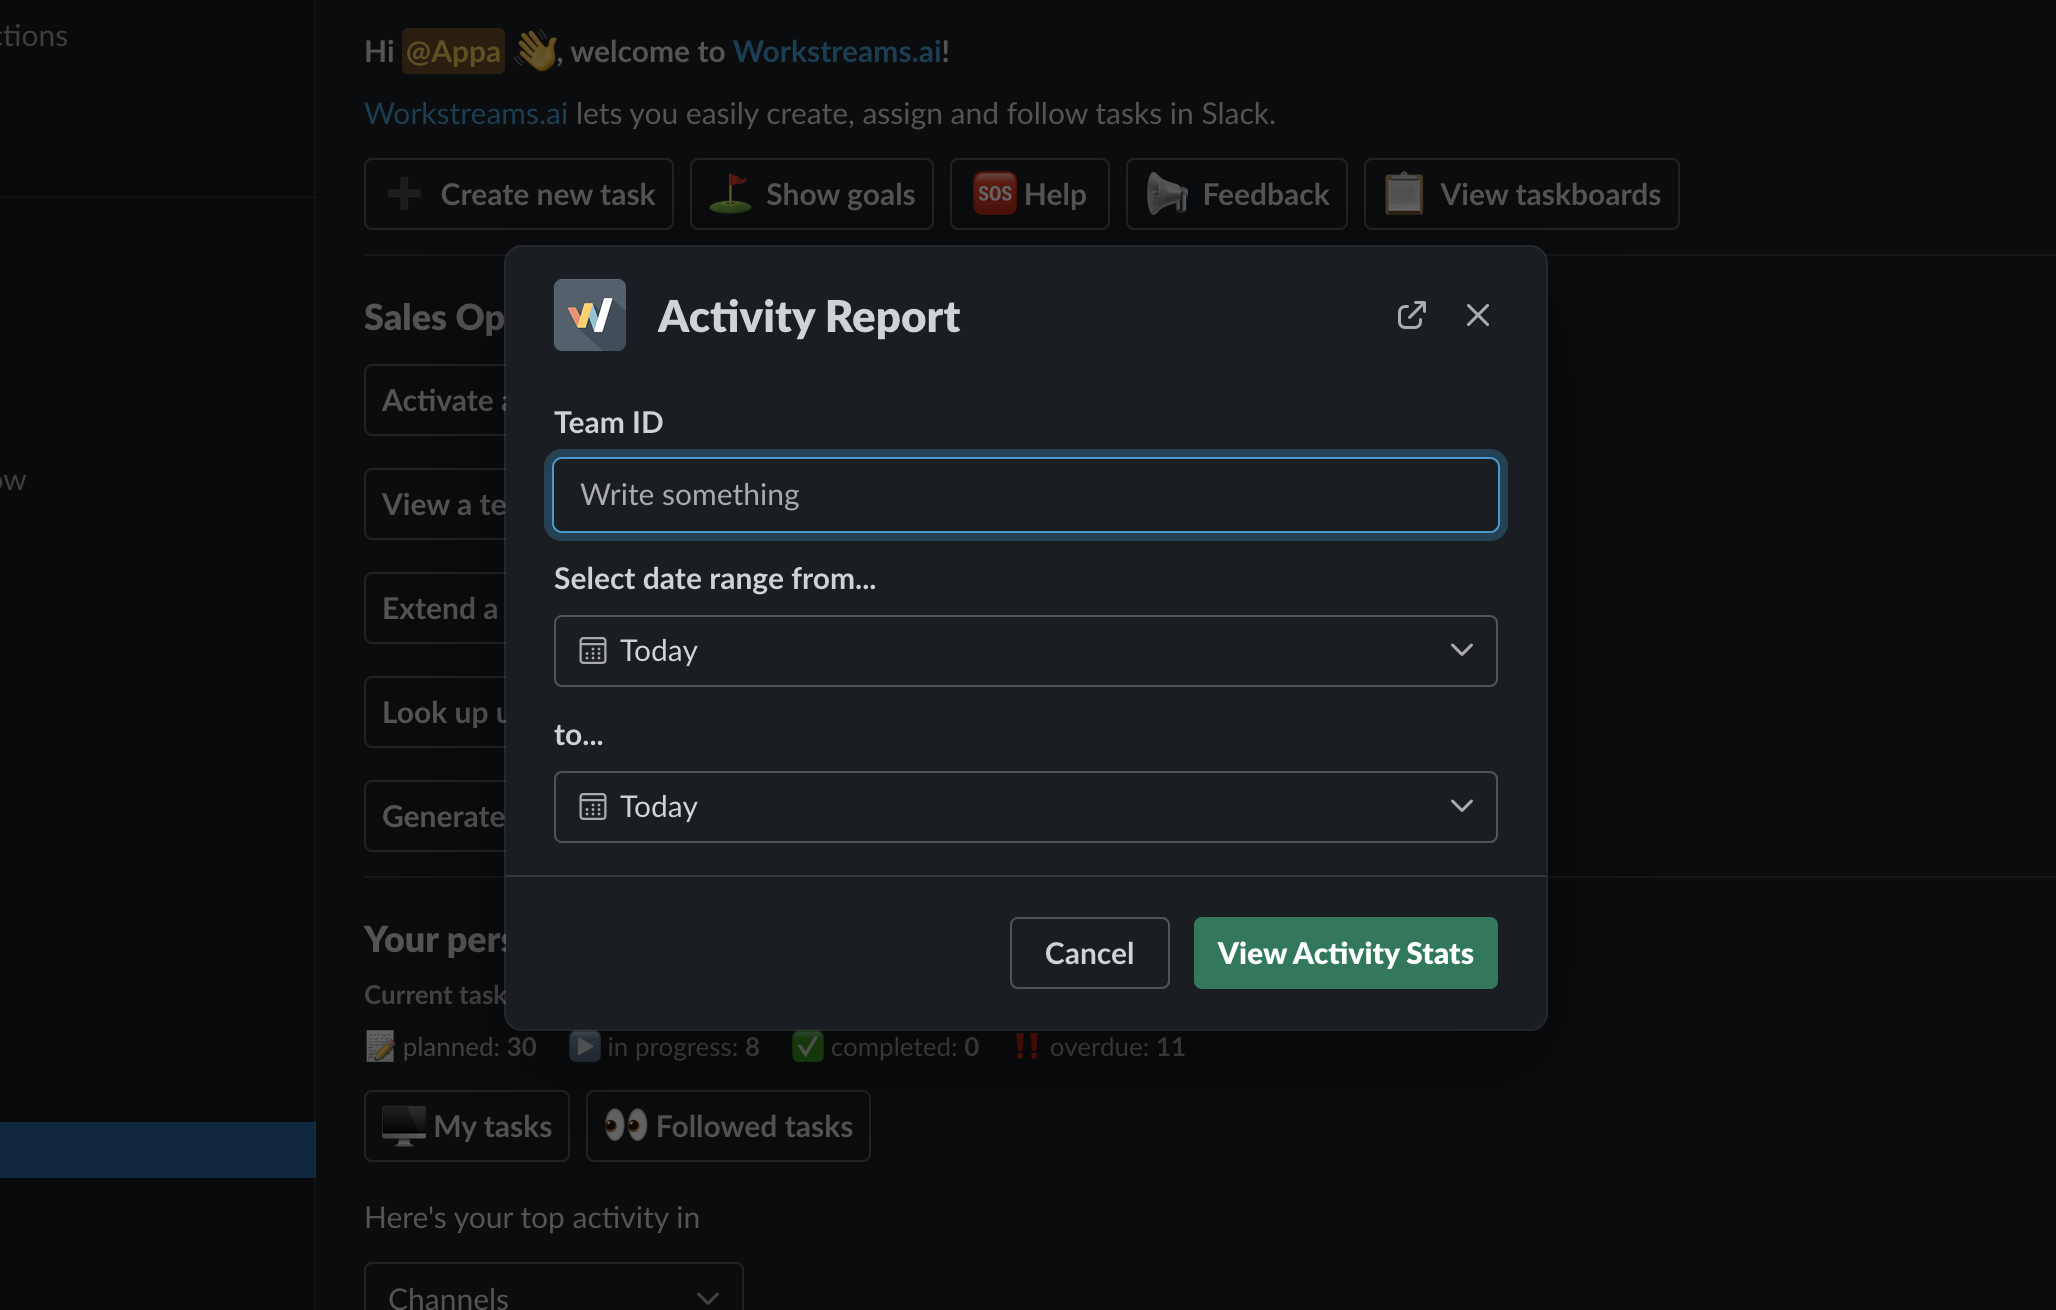 ctions
Hi @Appa 👋, welcome to Workstreams.ai!
Workstreams.ai lets you easily create, assign and follow tasks in Slack.
➕ Create new task
⛳ Show goals
🆘 Help
📢 Feedback
📋 View taskboards
Sales Op
Activate
View a te
Extend a
Look up u
Generate
ow
Activity Report
Team ID
Write something
Select date range from...
Today
to...
Today
Cancel
View Activity Stats
Your pers
Current task
📝 planned: 30 ▶️ in progress: 8 ✅ completed: 0 ‼️ overdue: 11
🖥️ My tasks
👀 Followed tasks
Here's your top activity in
Channels